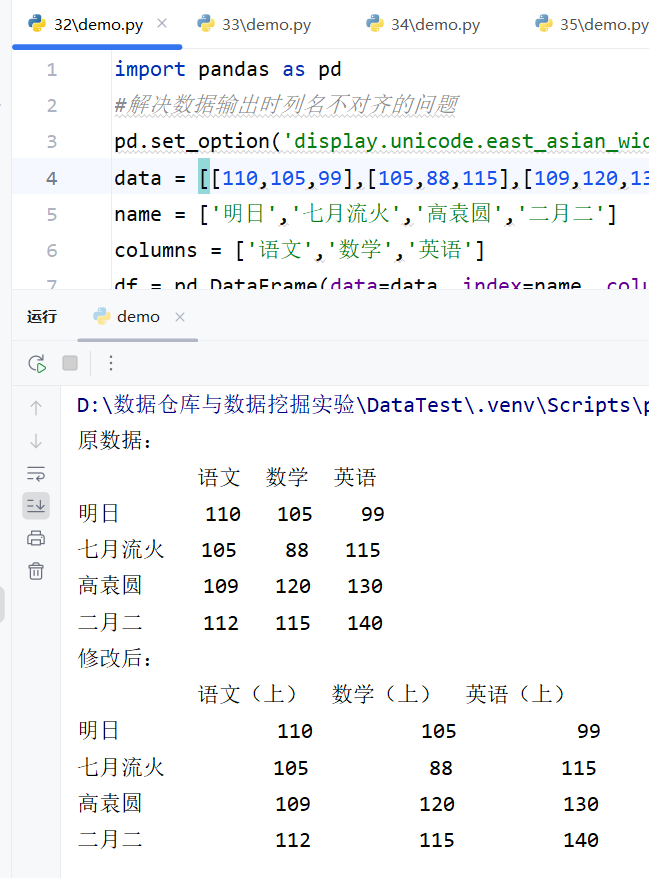 32\demo.py × 33\demo.py 34\demo.py 35\demo.py
1 import pandas as pd
2 #解决数据输出时列名不对齐的问题
3 pd.set_option('display.unicode.east_asian_wid
4 data = [[110,105,99],[105,88,115],[109,120,13
5 name = ['明日','七月流火','高袁圆','二月二']
6 columns = ['语文','数学','英语']
7 df = pd.DataFrame(data=data, index=name, colu
运行 demo ×
D:\数据仓库与数据挖掘实验\DataTest\.venv\Scripts\p
原数据：
语文 数学 英语
明日 110 105 99
七月流火 105 88 115
高袁圆 109 120 130
二月二 112 115 140
修改后：
语文（上） 数学（上） 英语（上）
明日 110 105 99
七月流火 105 88 115
高袁圆 109 120 130
二月二 112 115 140